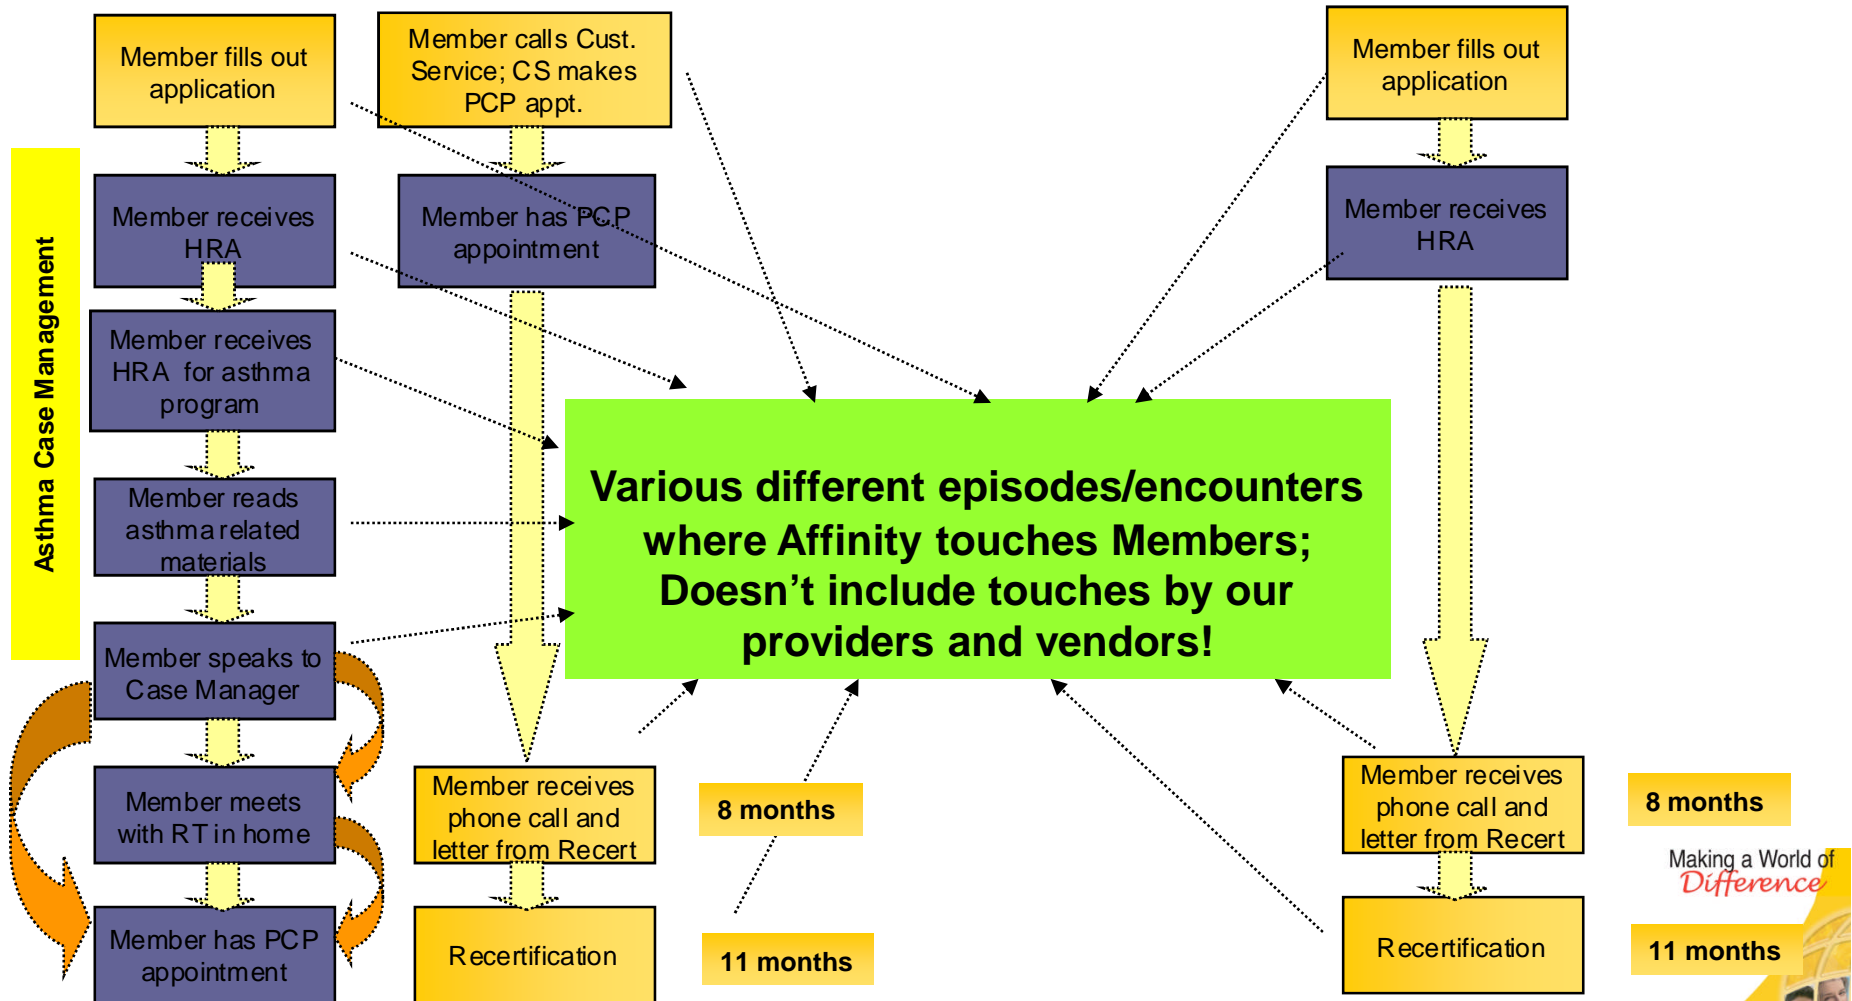 Member fills out
application
Member calls Cust.
Service; CS makes
PCP appt.
Member fills out
application
Asthma Case Management
Member receives
HRA
Member has PCP
appointment
Member receives
HRA
Member receives
HRA for asthma
program
Member reads
asthma related
materials
Various different episodes/encounters
where Affinity touches Members;
Doesn’t include touches by our
providers and vendors!
Member speaks to
Case Manager
Member meets
with RT in home
Member receives
phone call and
letter from Recert
8 months
Member receives
phone call and
letter from Recert
8 months
Making a World of
Difference
Member has PCP
appointment
Recertification
11 months
Recertification
11 months